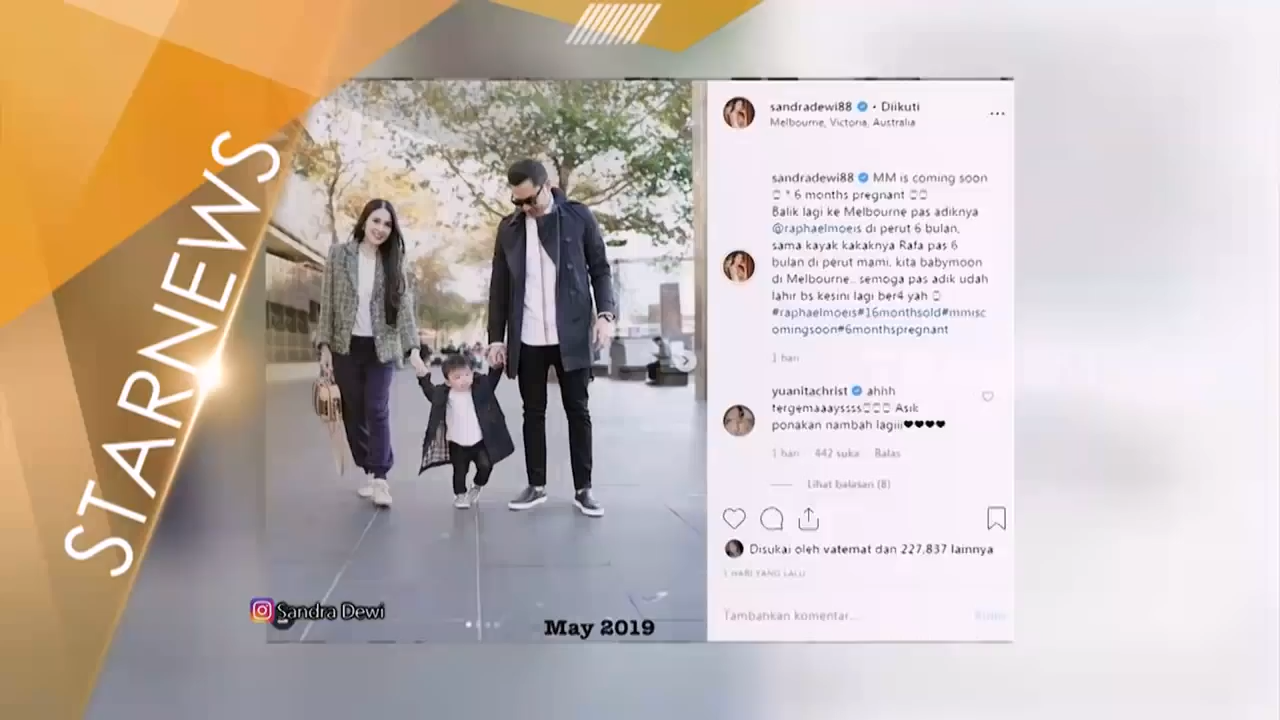 STARNEWS
sandradewi88 • Diikuti
Melbourne, Victoria, Australia
sandradewi88 MM is coming soon
* 6 months pregnant
Balik lagi ke Melbourne pas adiknya
@raphaelmoeis di perut 6 bulan,
sama kayak kakaknya Rafa pas 6
bulan di perut mami, kita babymoon
di Melbourne.. semoga pas adik udah
lahir bs kesini lagi ber4 yah
#raphaelmoeis#16monthsold#mmisc
omingsoon#6monthspregnant
1 hari
yuanitachrist ahhh
tergemaaayssss Asik
ponakan nambah lagiii♥♥♥♥
1 hari 442 suka Balas
Lihat balasan (8)
Disukai oleh vatemat dan 227,837 lainnya
1 HARI YANG LALU
Tambahkan komentar...
Sandra Dewi
May 2019